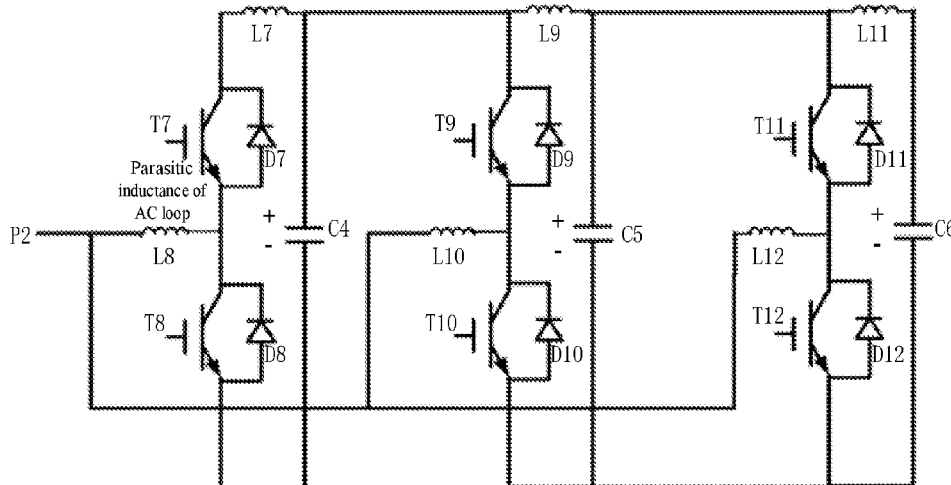 L7
L9
L11
T7
D7
T9
D9
T11
D11
Parasitic
inductance of
AC loop
P2
L8
+
-
C4
L10
+
-
C5
L12
+
-
C6
T8
D8
T10
D10
T12
D12